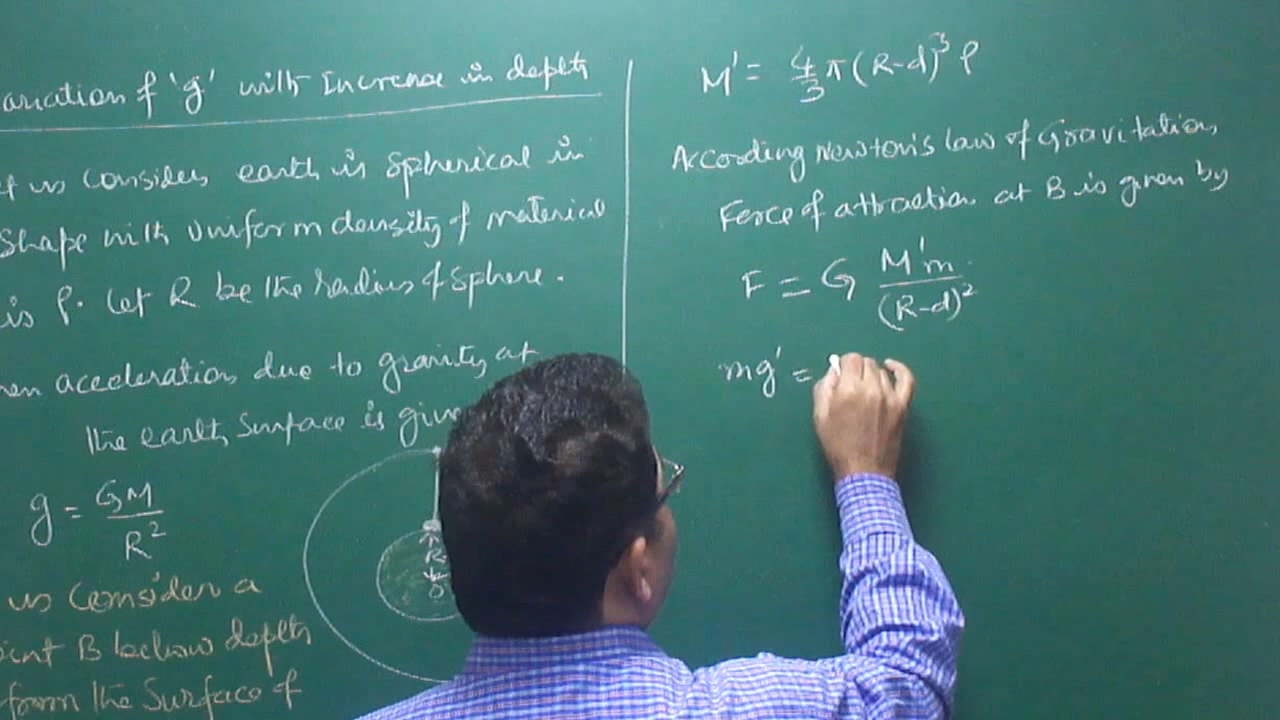 ariation of 'g' with Increase in depth
et us consider earth is spherical in
shape with uniform density of material
is ρ. Let R be the radius of sphere.
en acceleration due to gravity at
the earth surface is give
g = GM/R²
us Consider a
oint B below depth
from the surface of
R
O
M' = 4/3 π (R-d)³ ρ
According Newton's law of Gravitation,
Force of attraction at B is given by
F = G M'm/(R-d)²
mg' =